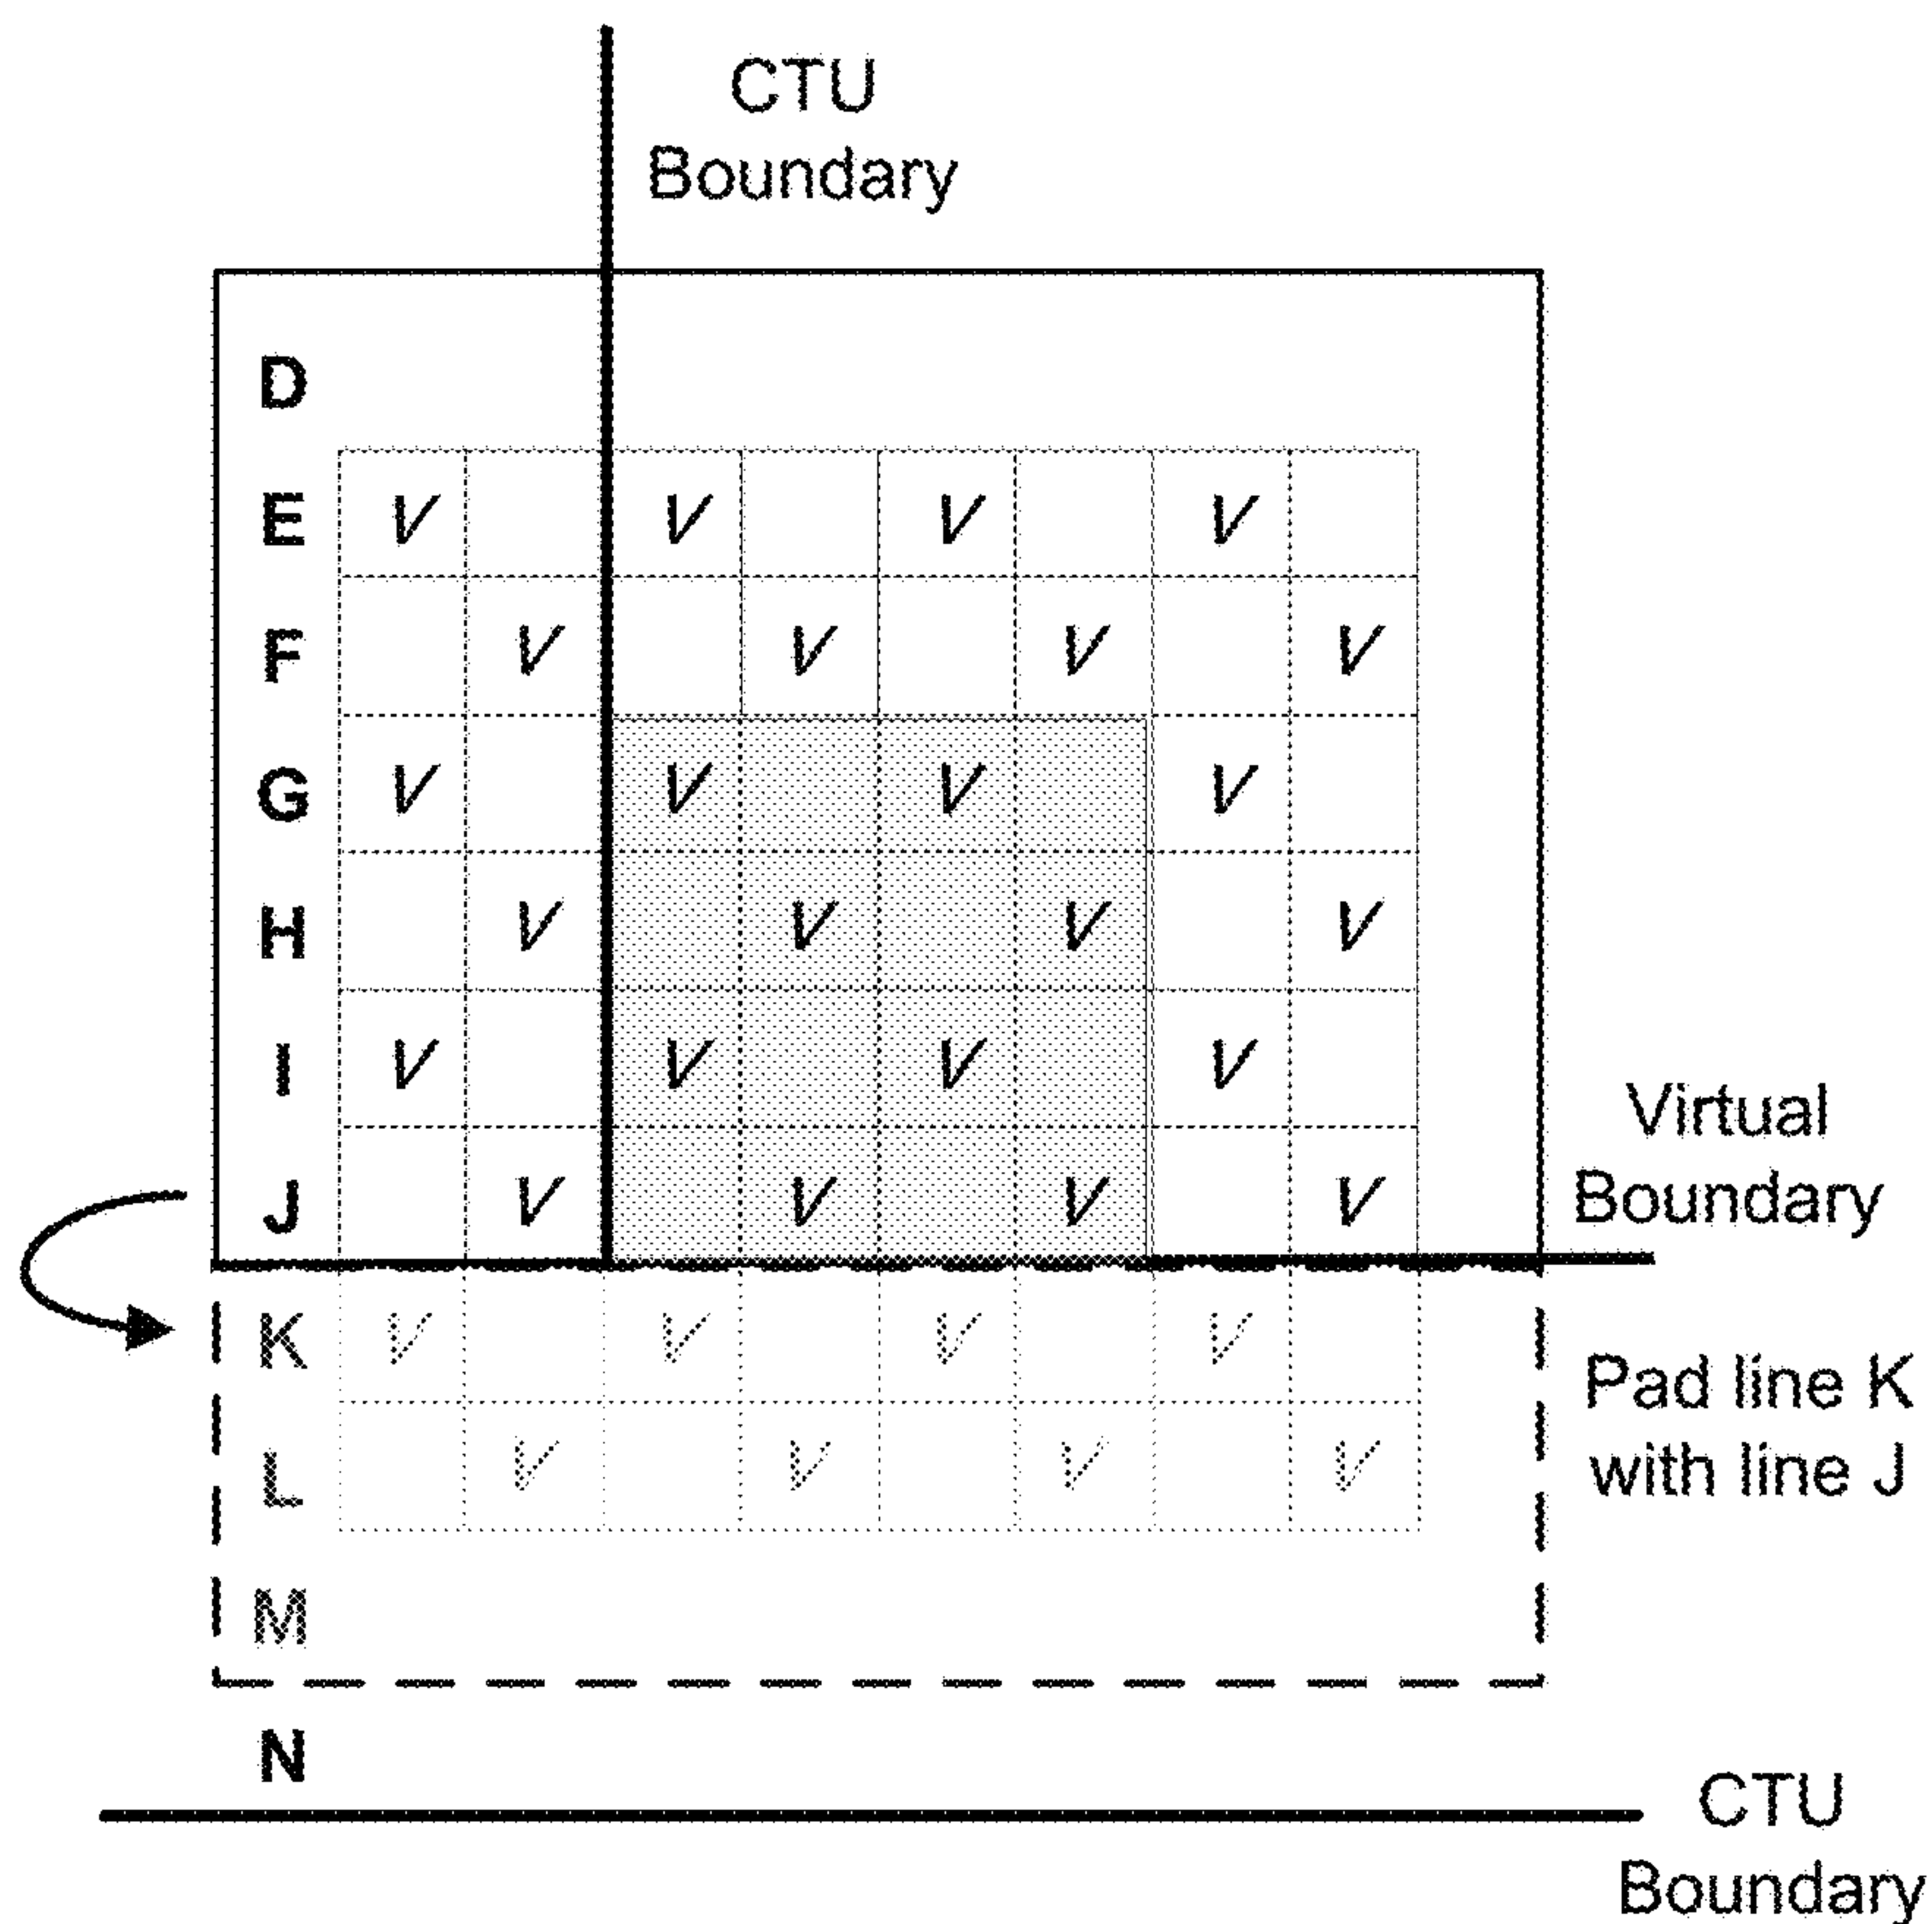 CTU
Boundary
D
E V V V V
F V V V V
G V V V V
H V V V V
I V V V V
J V V V V
Virtual
Boundary
K V V V V
L V V V V
Pad line K
with line J
M
N
CTU
Boundary